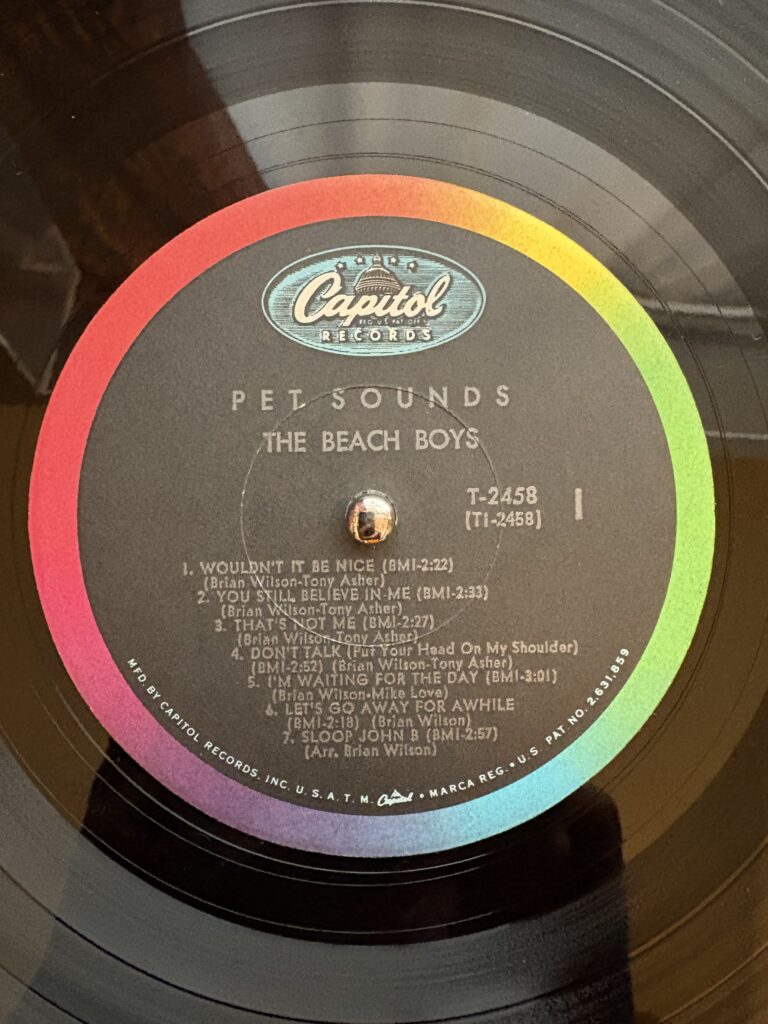 Capitol
REG. U.S. PAT. OFF.
RECORDS
PET SOUNDS
THE BEACH BOYS
T-2458
(T1-2458)
1
1. WOULDN'T IT BE NICE (BMI-2:22)
(Brian Wilson-Tony Asher)
2. YOU STILL BELIEVE IN ME (BMI-2:33)
(Brian Wilson-Tony Asher)
3. THAT'S NOT ME (BMI-2:27)
(Brian Wilson-Tony Asher)
4. DON'T TALK (Put Your Head On My Shoulder)
(BMI-2:52) (Brian Wilson-Tony Asher)
5. I'M WAITING FOR THE DAY (BMI-3:01)
(Brian Wilson-Mike Love)
6. LET'S GO AWAY FOR AWHILE
(BMI-2:18) (Brian Wilson)
7. SLOOP JOHN B (BMI-2:57)
(Arr. Brian Wilson)
MFD. BY CAPITOL RECORDS, INC. U.S.A. T.M. Capitol • MARCA REG. • U.S. PAT. NO. 2,631,859